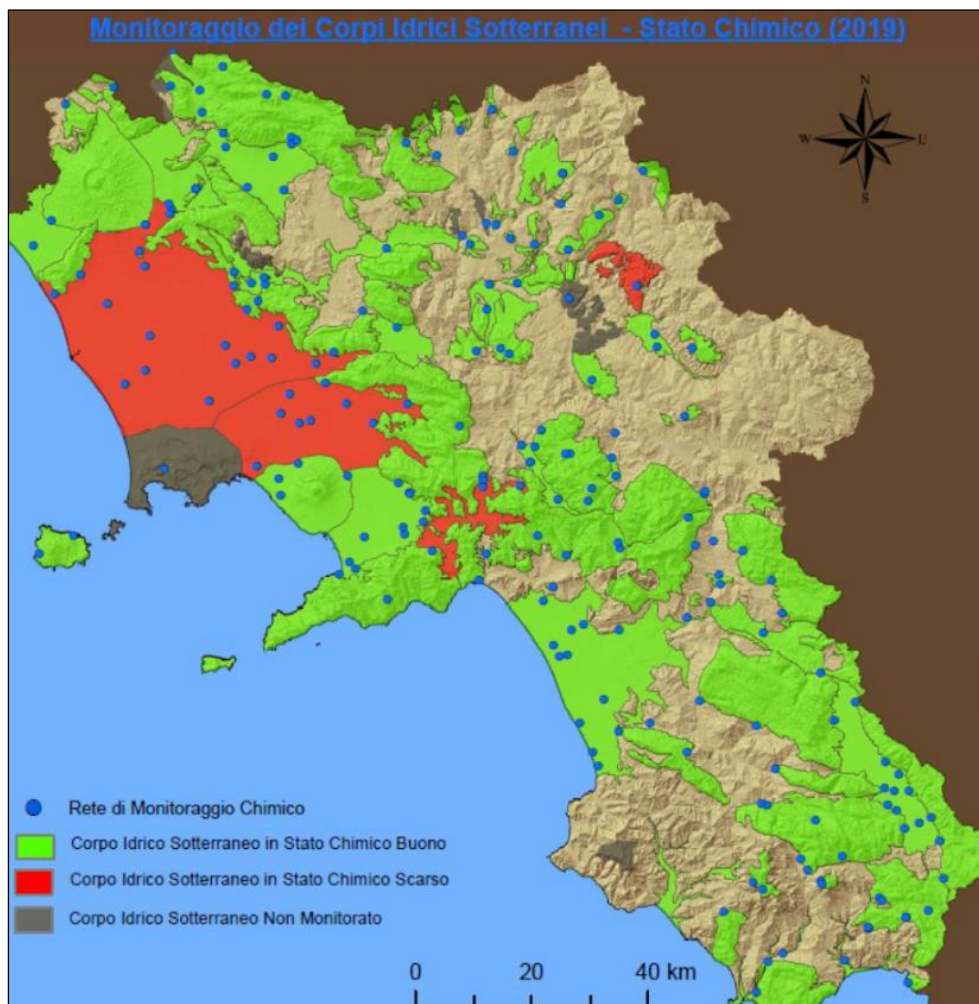 Monitoraggio dei Corpi Idrici Sotterranei - Stato Chimico (2019)
N
W E
S
Rete di Monitoraggio Chimico
Corpo Idrico Sotterraneo in Stato Chimico Buono
Corpo Idrico Sotterraneo in Stato Chimico Scarso
Corpo Idrico Sotterraneo Non Monitorato
0 20 40 km